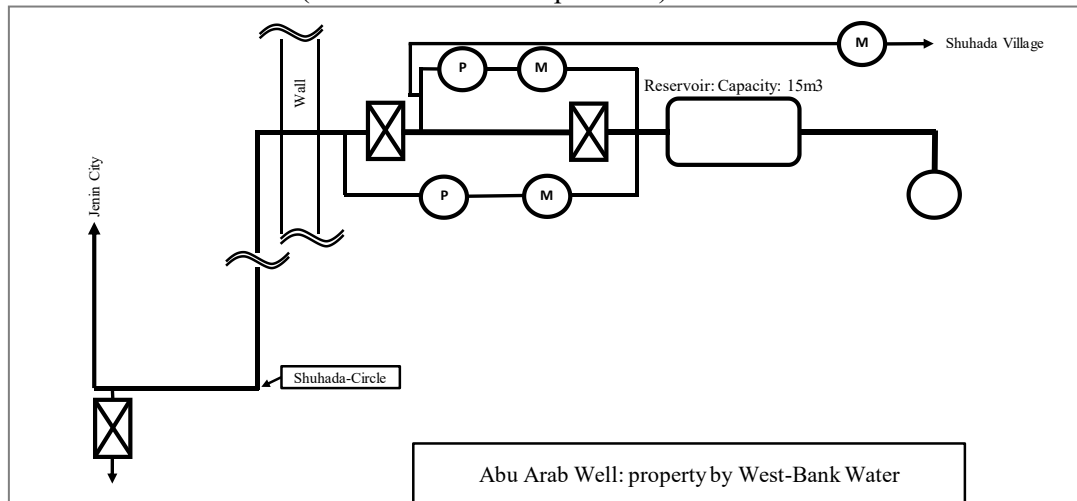 M
Shuhada Village
P
M
Reservoir: Capacity: 15m3
Wall
P
M
Jenin City
Shuhada-Circle
Abu Arab Well: property by West-Bank Water